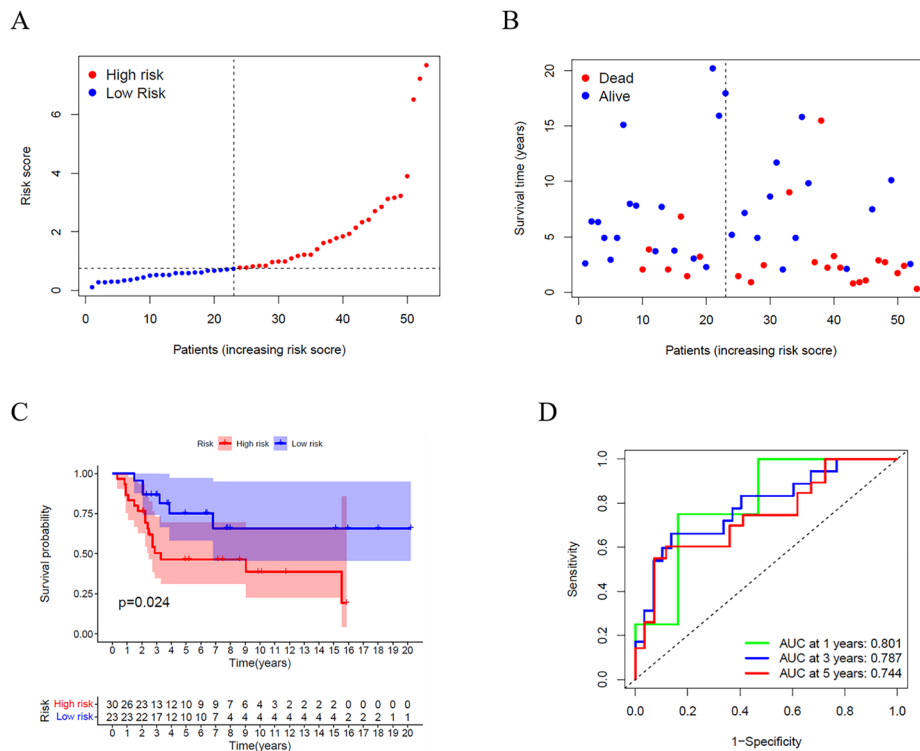 A
High risk
Low Risk
Risk score
0 2 4 6
0 10 20 30 40 50
Patients (increasing risk socre)
B
Dead
Alive
Survival time (years)
0 5 10 15 20
0 10 20 30 40 50
Patients (increasing risk socre)
C
Risk High risk Low risk
Survival probability
1.00
0.75
0.50
0.25
0.00
p=0.024
0 1 2 3 4 5 6 7 8 9 10 11 12 13 14 15 16 17 18 19 20
Time(years)
Risk
High risk 30 26 23 13 12 10 9 9 7 6 4 3 2 2 2 2 0 0 0 0 0
Low risk 23 23 22 17 12 10 10 7 4 4 4 4 4 4 4 4 2 2 2 1 1
0 1 2 3 4 5 6 7 8 9 10 11 12 13 14 15 16 17 18 19 20
Time(years)
D
Sensitivity
0.0 0.2 0.4 0.6 0.8 1.0
AUC at 1 years: 0.801
AUC at 3 years: 0.787
AUC at 5 years: 0.744
0.0 0.2 0.4 0.6 0.8 1.0
1−Specificity